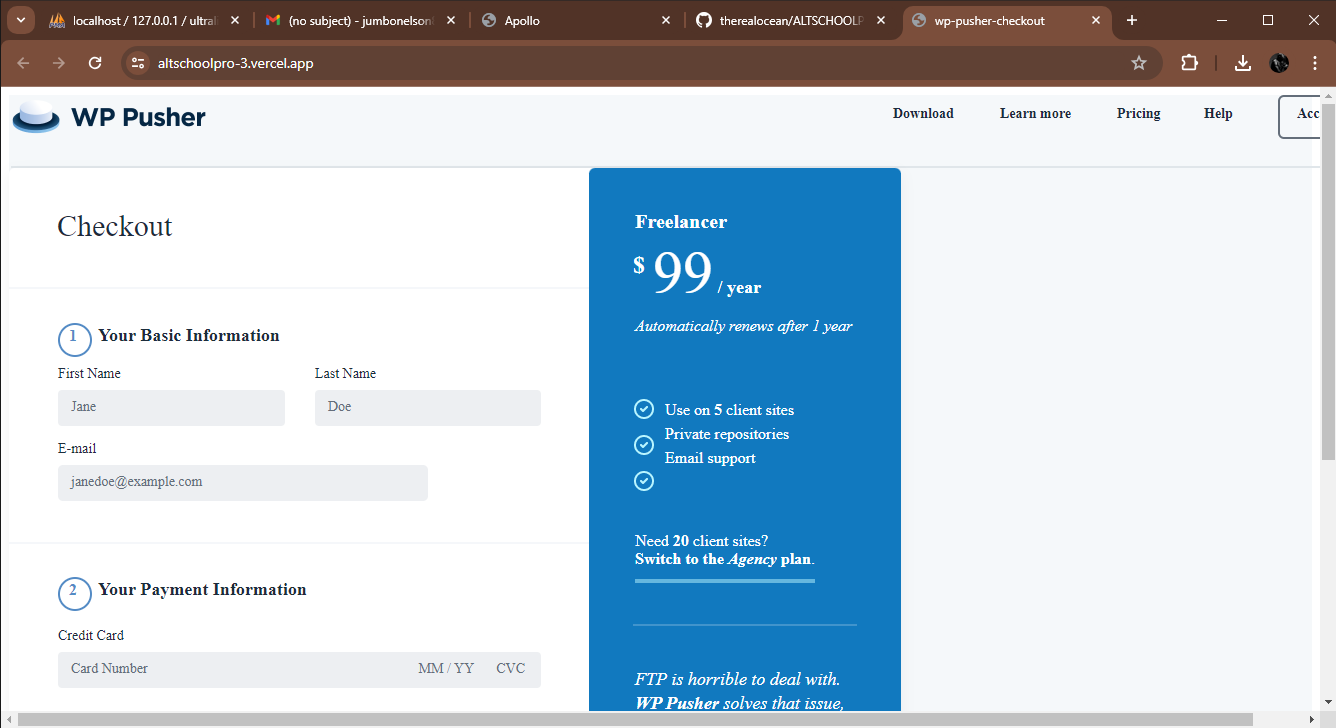 localhost / 127.0.0.1 / ultrali
(no subject) - jumbonelson
Apollo
therealocean/ALTSCHOOLP
wp-pusher-checkout
altschoolpro-3.vercel.app
WP Pusher
Download
Learn more
Pricing
Help
Acc
Checkout
1
Your Basic Information
First Name
Last Name
Jane
Doe
E-mail
janedoe@example.com
2
Your Payment Information
Credit Card
Card Number
MM / YY
CVC
Freelancer
$ 99 / year
Automatically renews after 1 year
Use on 5 client sites
Private repositories
Email support
Need 20 client sites?
Switch to the Agency plan.
FTP is horrible to deal with.
WP Pusher solves that issue,